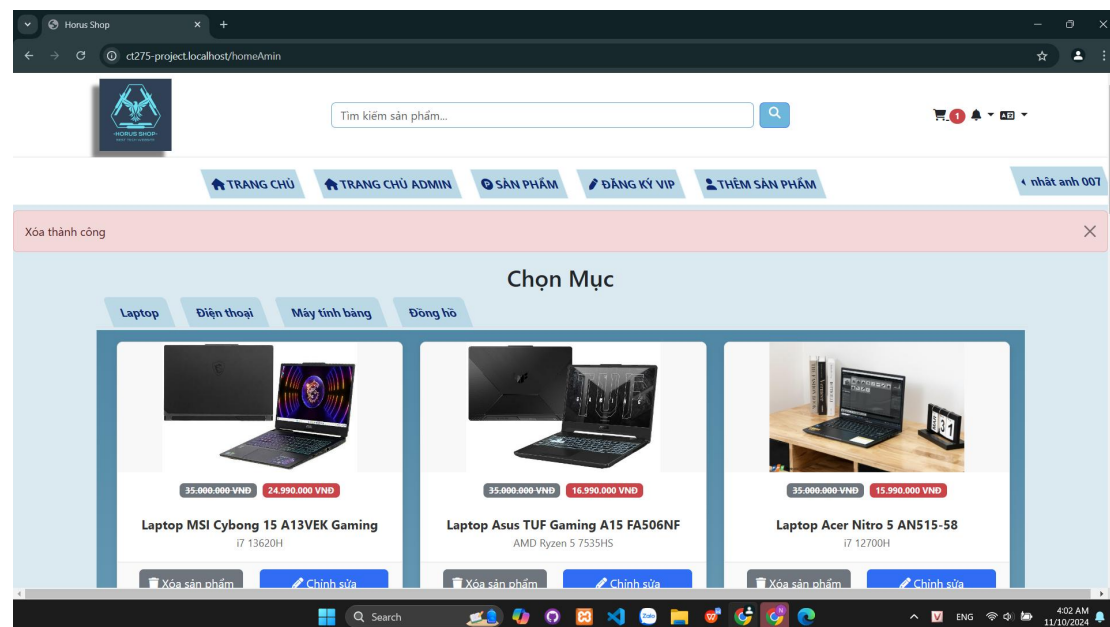 Horus Shop
ct275-project.localhost/homeAmin
HORUS SHOP
Tìm kiếm sản phẩm...
1
TRANG CHỦ TRANG CHỦ ADMIN SẢN PHẨM ĐĂNG KÝ VIP THÊM SẢN PHẨM nhât anh 007
Xóa thành công
Chọn Mục
Laptop Điện thoại Máy tính bảng Đồng hồ
35.000.000 VNĐ 24.990.000 VNĐ 35.000.000 VNĐ 16.990.000 VNĐ 35.000.000 VNĐ 15.990.000 VNĐ
Laptop MSI Cybong 15 A13VEK Gaming Laptop Asus TUF Gaming A15 FA506NF Laptop Acer Nitro 5 AN515-58
i7 13620H AMD Ryzen 5 7535HS i7 12700H
Xóa sản phẩm Chỉnh sửa Xóa sản phẩm Chỉnh sửa Xóa sản phẩm Chỉnh sửa
Search ENG 4:02 AM
11/10/2024